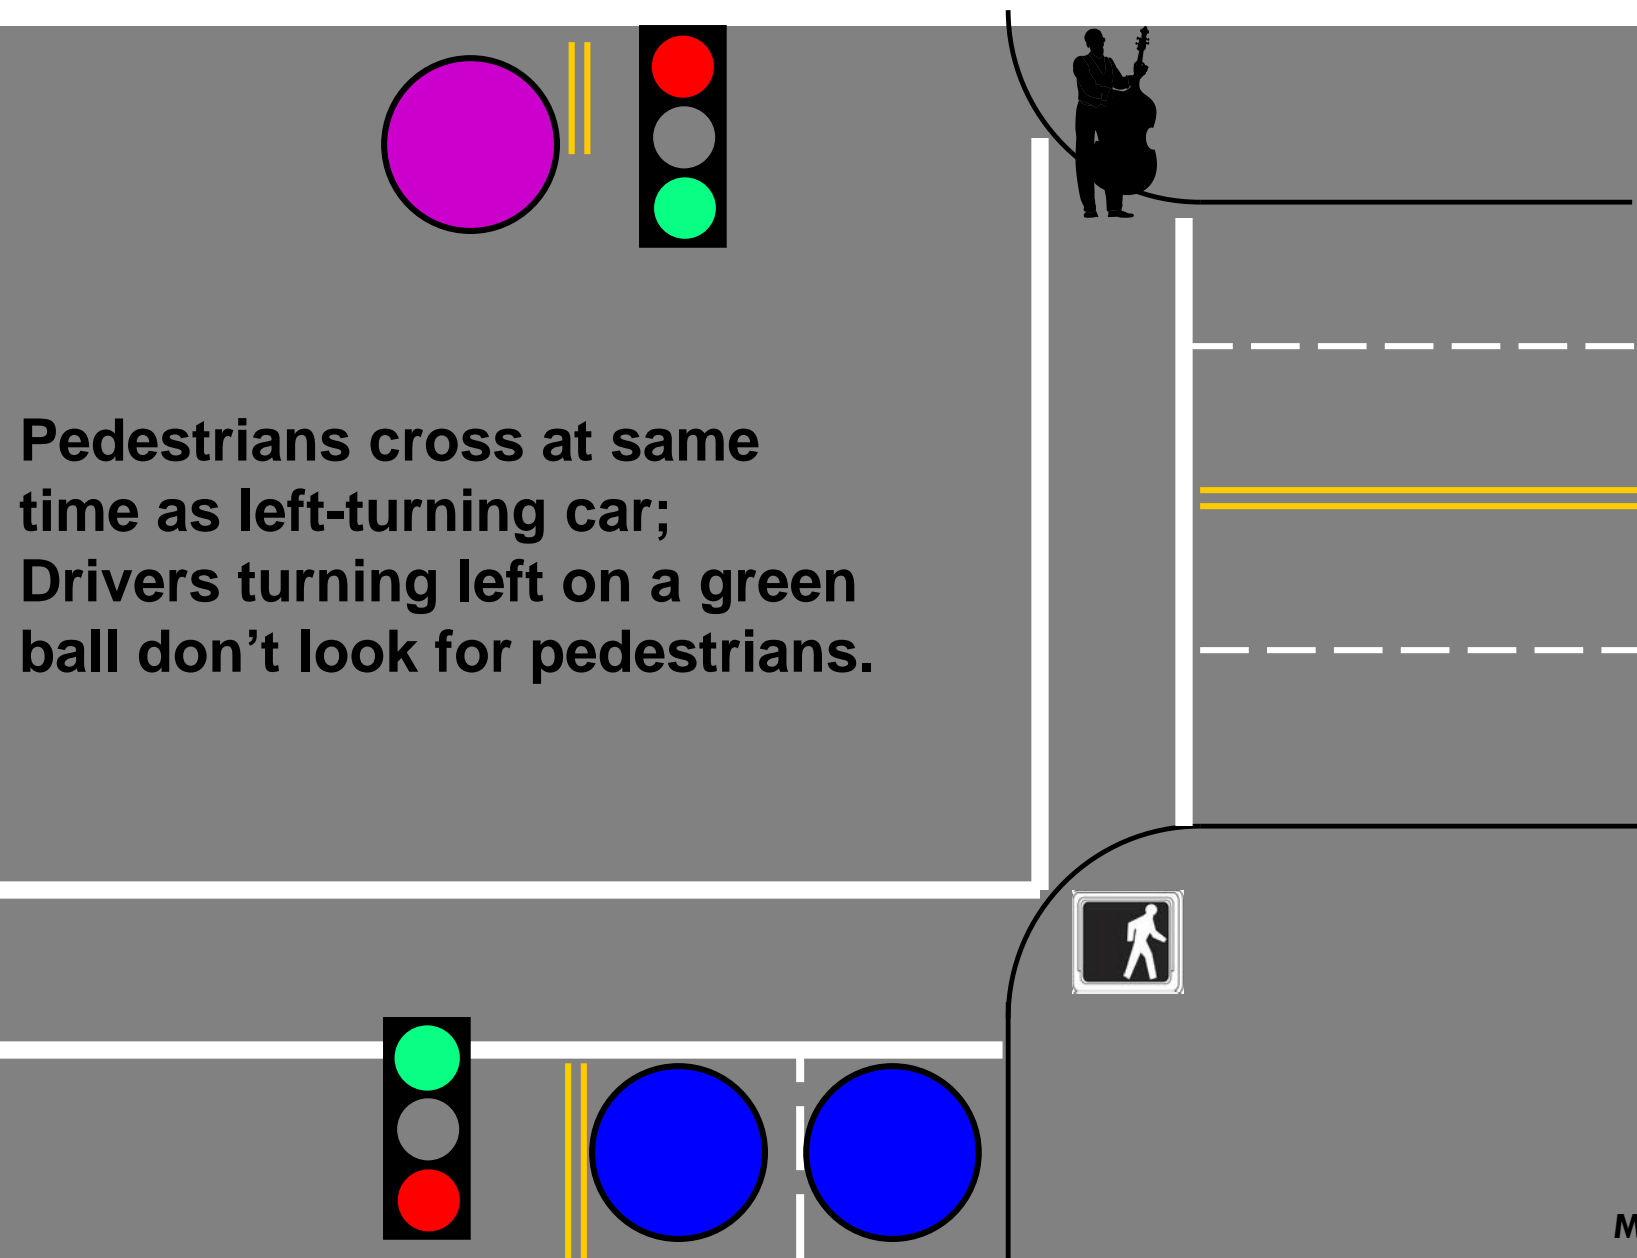 Pedestrians cross at same
time as left-turning car;
Drivers turning left on a green
ball don’t look for pedestrians.
M